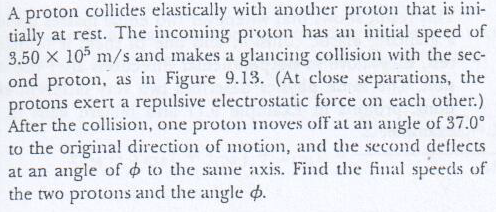 A proton collides elastically with another proton that is ini-
tially at rest. The incoming proton has an initial speed of
3.50 × 10⁵ m/s and makes a glancing collision with the sec-
ond proton, as in Figure 9.13. (At close separations, the
protons exert a repulsive electrostatic force on each other.)
After the collision, one proton moves off at an angle of 37.0°
to the original direction of motion, and the second deflects
at an angle of ϕ to the same axis. Find the final speeds of
the two protons and the angle ϕ.